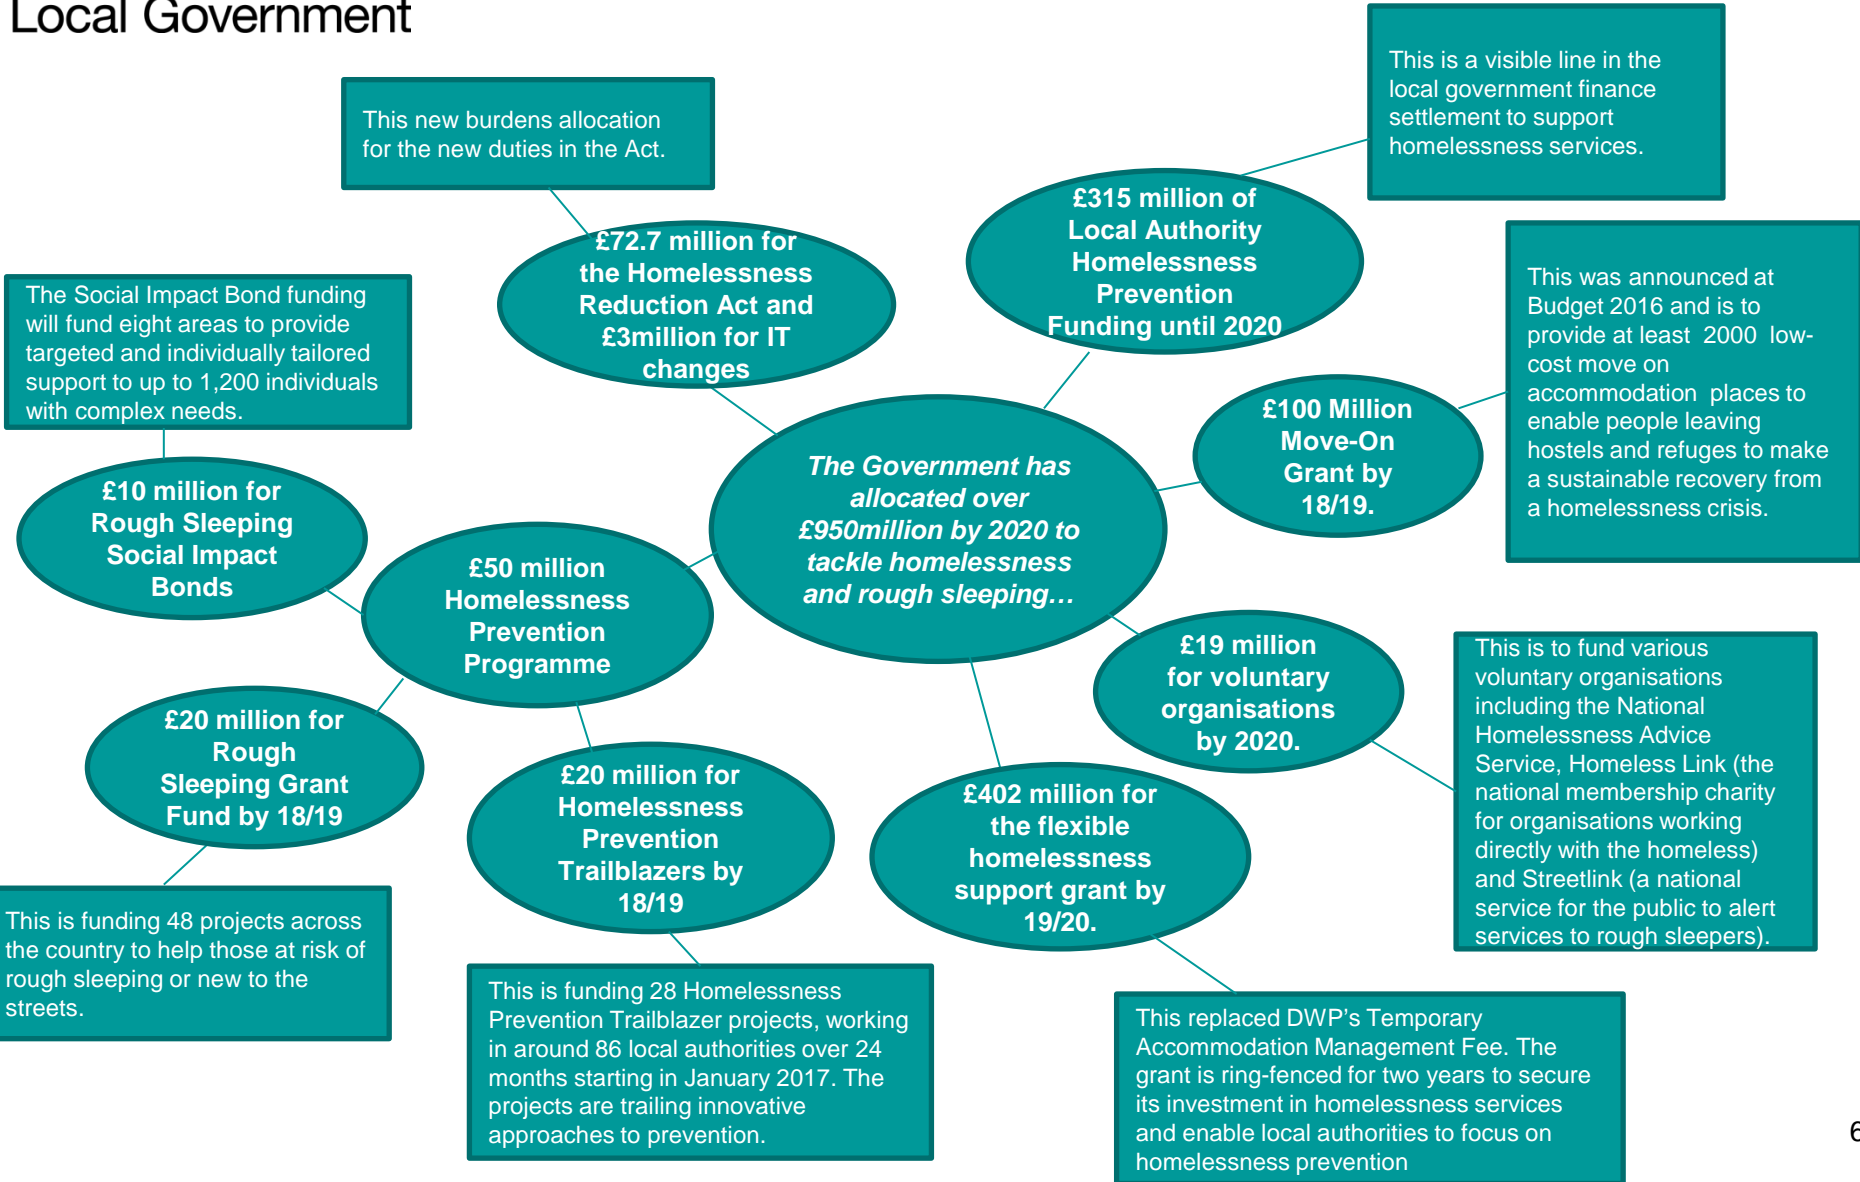 Local Government
This new burdens allocation
for the new duties in the Act.
This is a visible line in the
local government finance
settlement to support
homelessness services.
£72.7 million for
the Homelessness
Reduction Act and
£3million for IT
changes
£315 million of
Local Authority
Homelessness
Prevention
Funding until 2020
The Social Impact Bond funding
will fund eight areas to provide
targeted and individually tailored
support to up to 1,200 individuals
with complex needs.
This was announced at
Budget 2016 and is to
provide at least 2000 low-
cost move on
accommodation places to
enable people leaving
hostels and refuges to make
a sustainable recovery from
a homelessness crisis.
£100 Million
Move-On
Grant by
18/19.
The Government has
allocated over
£950million by 2020 to
tackle homelessness
and rough sleeping…
£10 million for
Rough Sleeping
Social Impact
Bonds
£50 million
Homelessness
Prevention
Programme
£19 million
for voluntary
organisations
by 2020.
This is to fund various
voluntary organisations
including the National
Homelessness Advice
Service, Homeless Link (the
national membership charity
for organisations working
directly with the homeless)
and Streetlink (a national
service for the public to alert
services to rough sleepers).
£20 million for
Rough
Sleeping Grant
Fund by 18/19
£20 million for
Homelessness
Prevention
Trailblazers by
18/19
£402 million for
the flexible
homelessness
support grant by
19/20.
This is funding 48 projects across
the country to help those at risk of
rough sleeping or new to the
streets.
This is funding 28 Homelessness
Prevention Trailblazer projects, working
in around 86 local authorities over 24
months starting in January 2017. The
projects are trailing innovative
approaches to prevention.
This replaced DWP's Temporary
Accommodation Management Fee. The
grant is ring-fenced for two years to secure
its investment in homelessness services
and enable local authorities to focus on
homelessness prevention
6